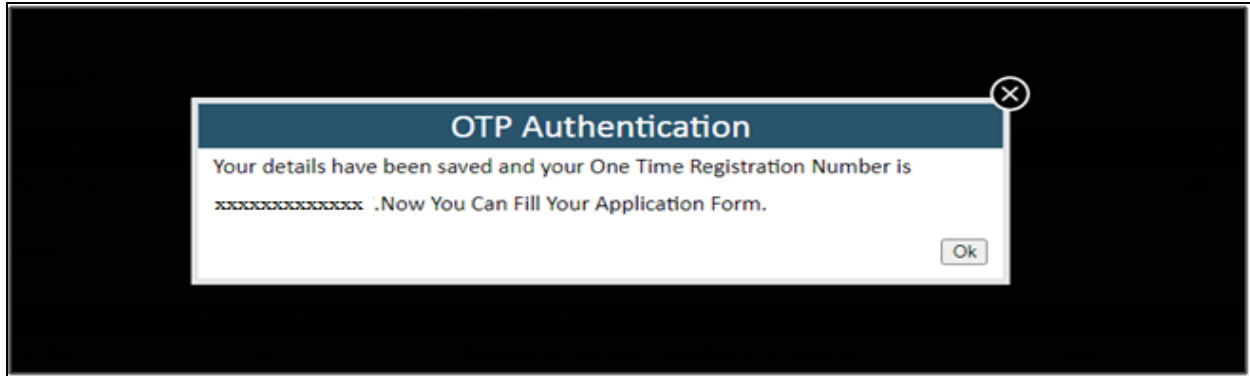 OTP Authentication
Your details have been saved and your One Time Registration Number is
xxxxxxxxxxxxx .Now You Can Fill Your Application Form.
Ok